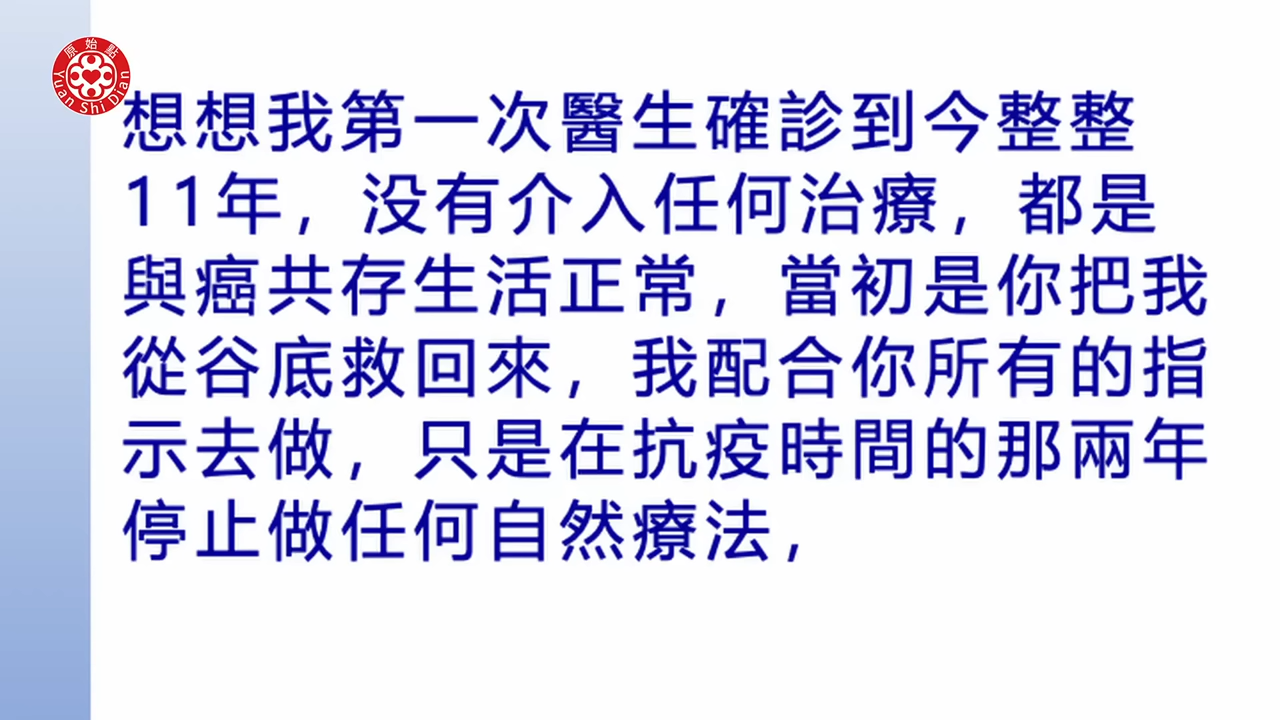 原始點
Yuan Shi Dian
想想我第一次醫生確診到今整整
11年，没有介入任何治療，都是
與癌共存生活正常，當初是你把我
從谷底救回來，我配合你所有的指
示去做，只是在抗疫時間的那兩年
停止做任何自然療法，